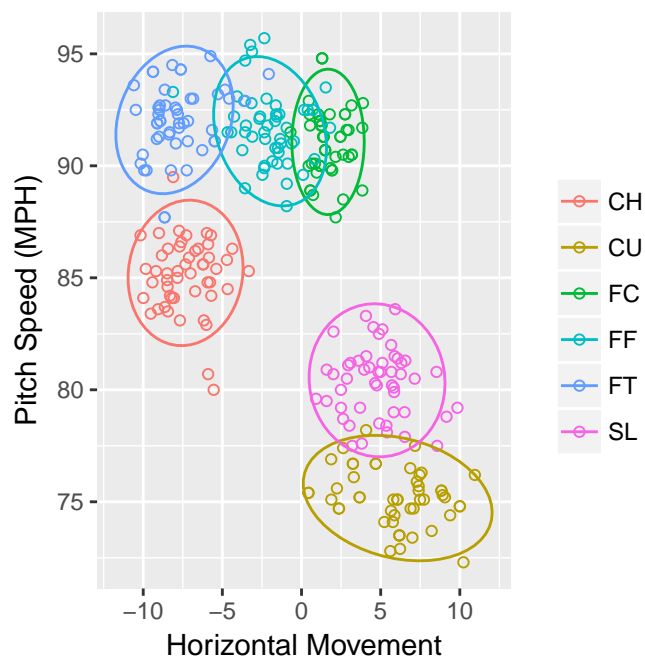 95
90
85
80
75
Pitch Speed (MPH)
−10 −5 0 5 10
Horizontal Movement
CH
CU
FC
FF
FT
SL